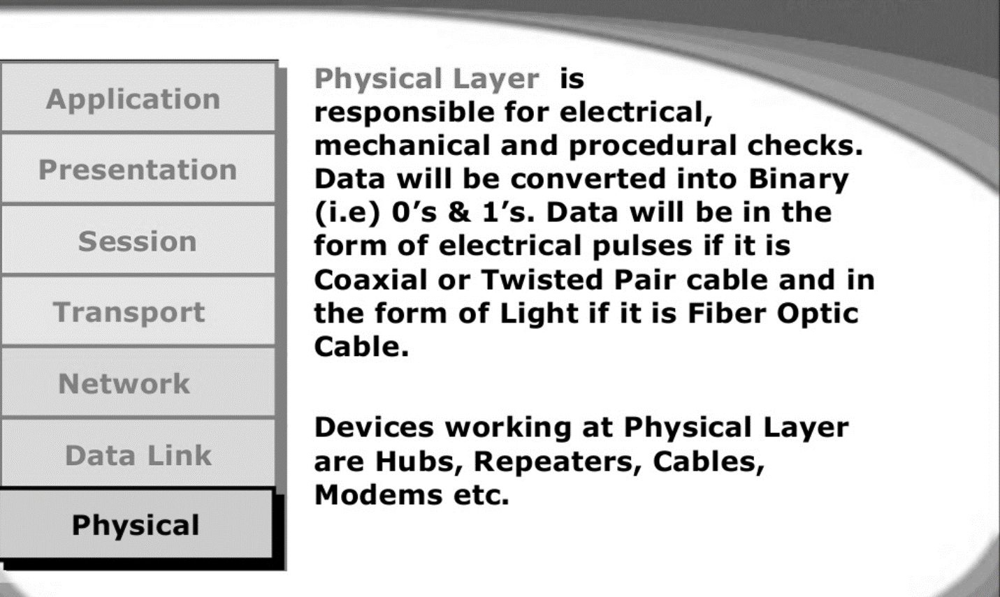 Application
Presentation
Session
Transport
Network
Data Link
Physical
Physical Layer is
responsible for electrical,
mechanical and procedural checks.
Data will be converted into Binary
(i.e) 0’s & 1’s. Data will be in the
form of electrical pulses if it is
Coaxial or Twisted Pair cable and in
the form of Light if it is Fiber Optic
Cable.
Devices working at Physical Layer
are Hubs, Repeaters, Cables,
Modems etc.